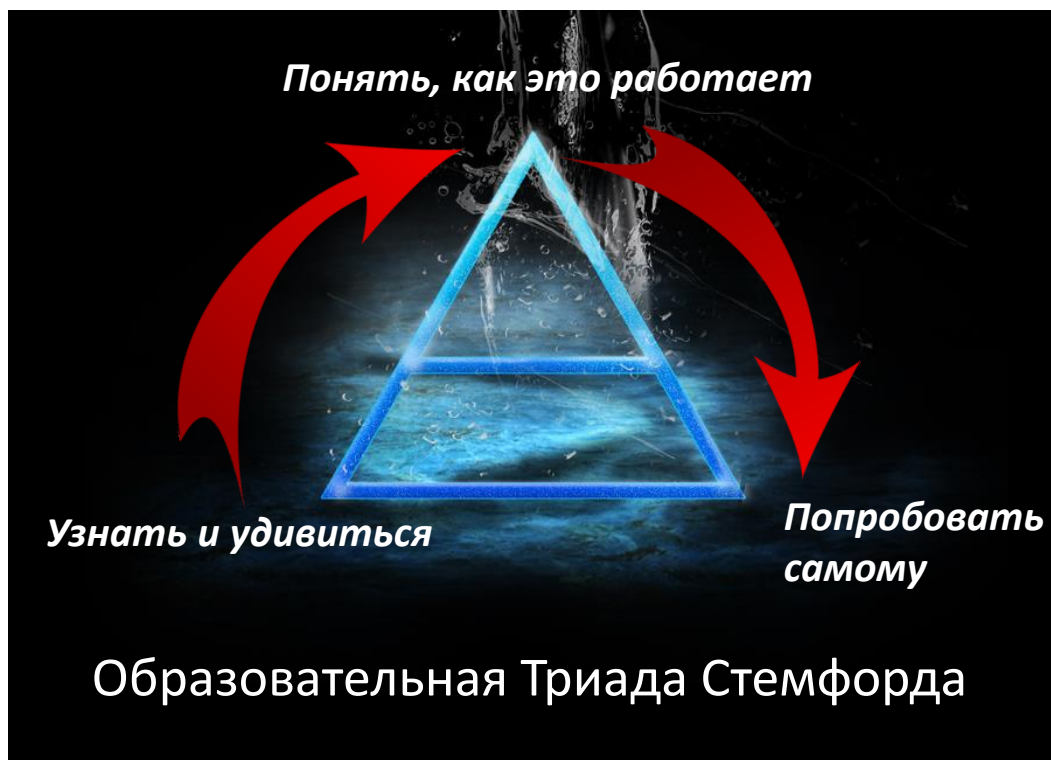 Понять, как это работает
Узнать и удивиться
Попробовать
самому
Образовательная Триада Стемфорда